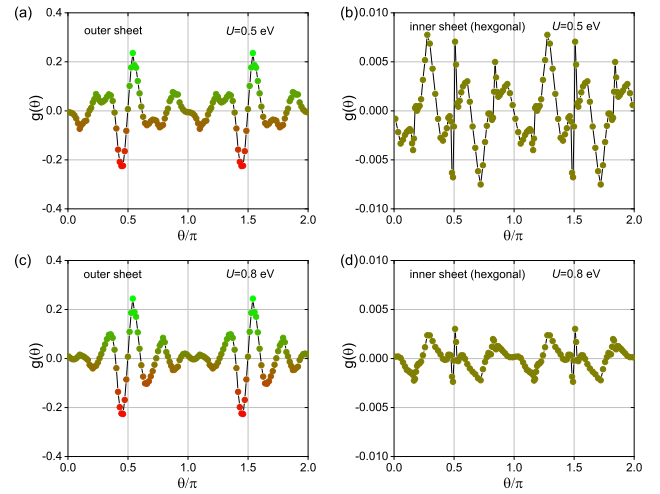 (a)
outer sheet
U=0.5 eV
g(θ)
0.4
0.2
0.0
-0.2
-0.4
0.0 0.5 1.0 1.5 2.0
θ/π
(b)
inner sheet (hexgonal)
U=0.5 eV
g(θ)
0.010
0.005
0.000
-0.005
-0.010
0.0 0.5 1.0 1.5 2.0
θ/π
(c)
outer sheet
U=0.8 eV
g(θ)
0.4
0.2
0.0
-0.2
-0.4
0.0 0.5 1.0 1.5 2.0
θ/π
(d)
inner sheet (hexgonal)
U=0.8 eV
g(θ)
0.010
0.005
0.000
-0.005
-0.010
0.0 0.5 1.0 1.5 2.0
θ/π